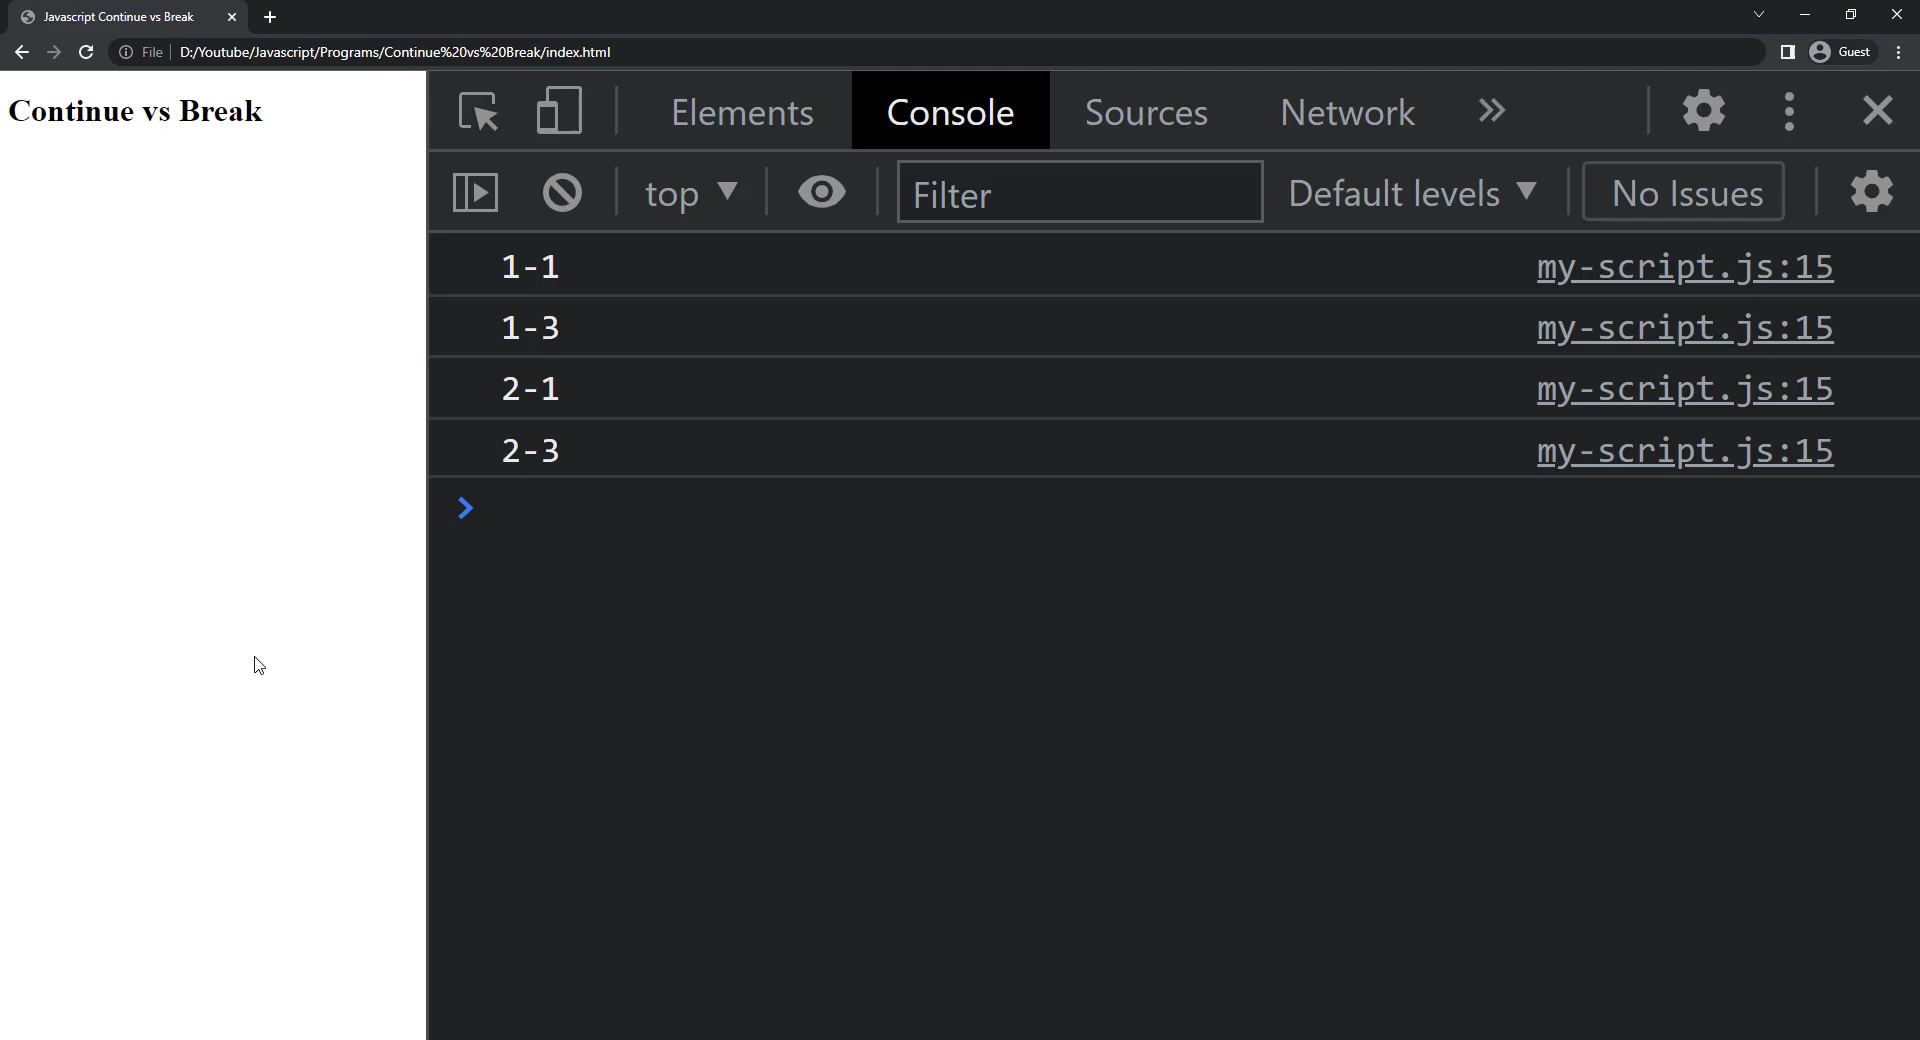 Javascript Continue vs Break
File D:/Youtube/Javascript/Programs/Continue%20vs%20Break/index.html Guest
Continue vs Break
Elements Console Sources Network
top Filter Default levels No Issues
1-1 my-script.js:15
1-3 my-script.js:15
2-1 my-script.js:15
2-3 my-script.js:15